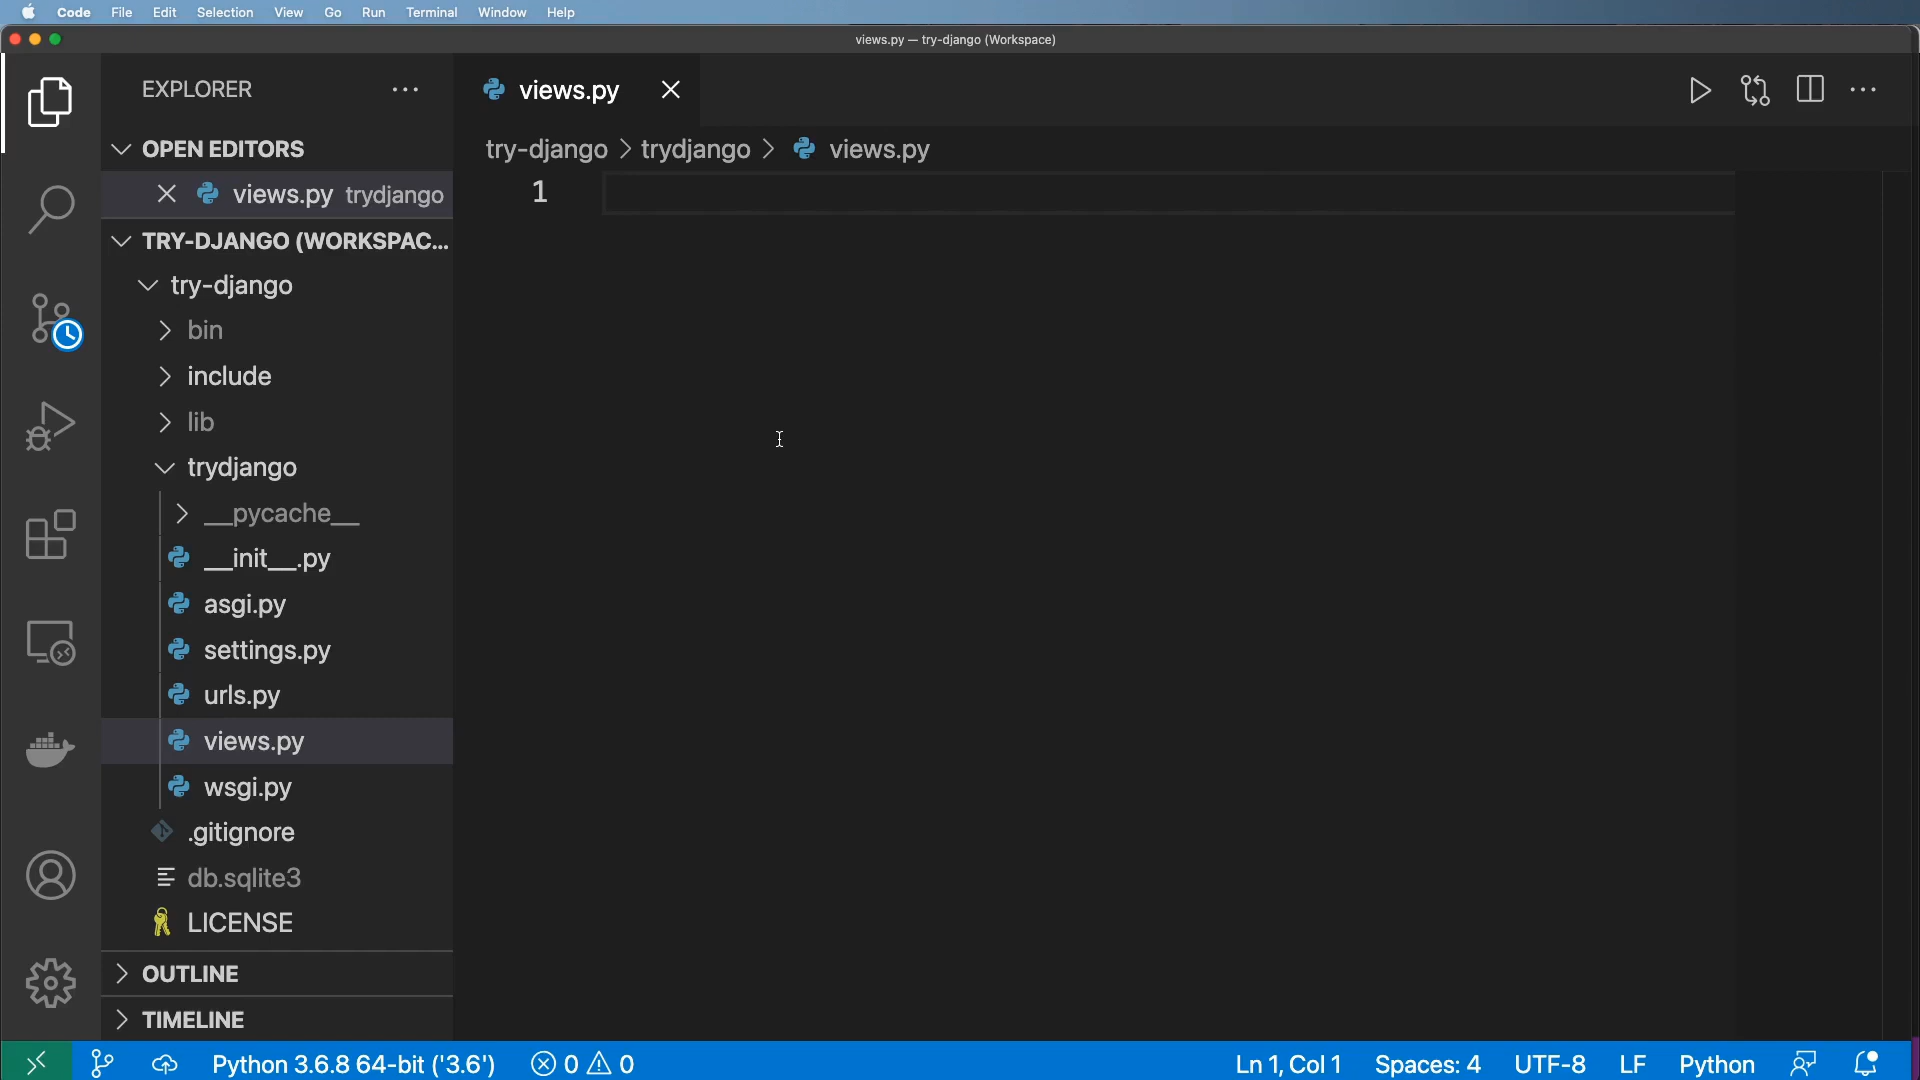 Code File Edit Selection View Go Run Terminal Window Help
views.py — try-django (Workspace)
EXPLORER
OPEN EDITORS
views.py trydjango
TRY-DJANGO (WORKSPAC...
try-django
bin
include
lib
trydjango
__pycache__
__init__.py
asgi.py
settings.py
urls.py
views.py
wsgi.py
.gitignore
db.sqlite3
LICENSE
OUTLINE
TIMELINE
views.py
try-django > trydjango > views.py
1
Python 3.6.8 64-bit ('3.6') 0 0 Ln 1, Col 1 Spaces: 4 UTF-8 LF Python